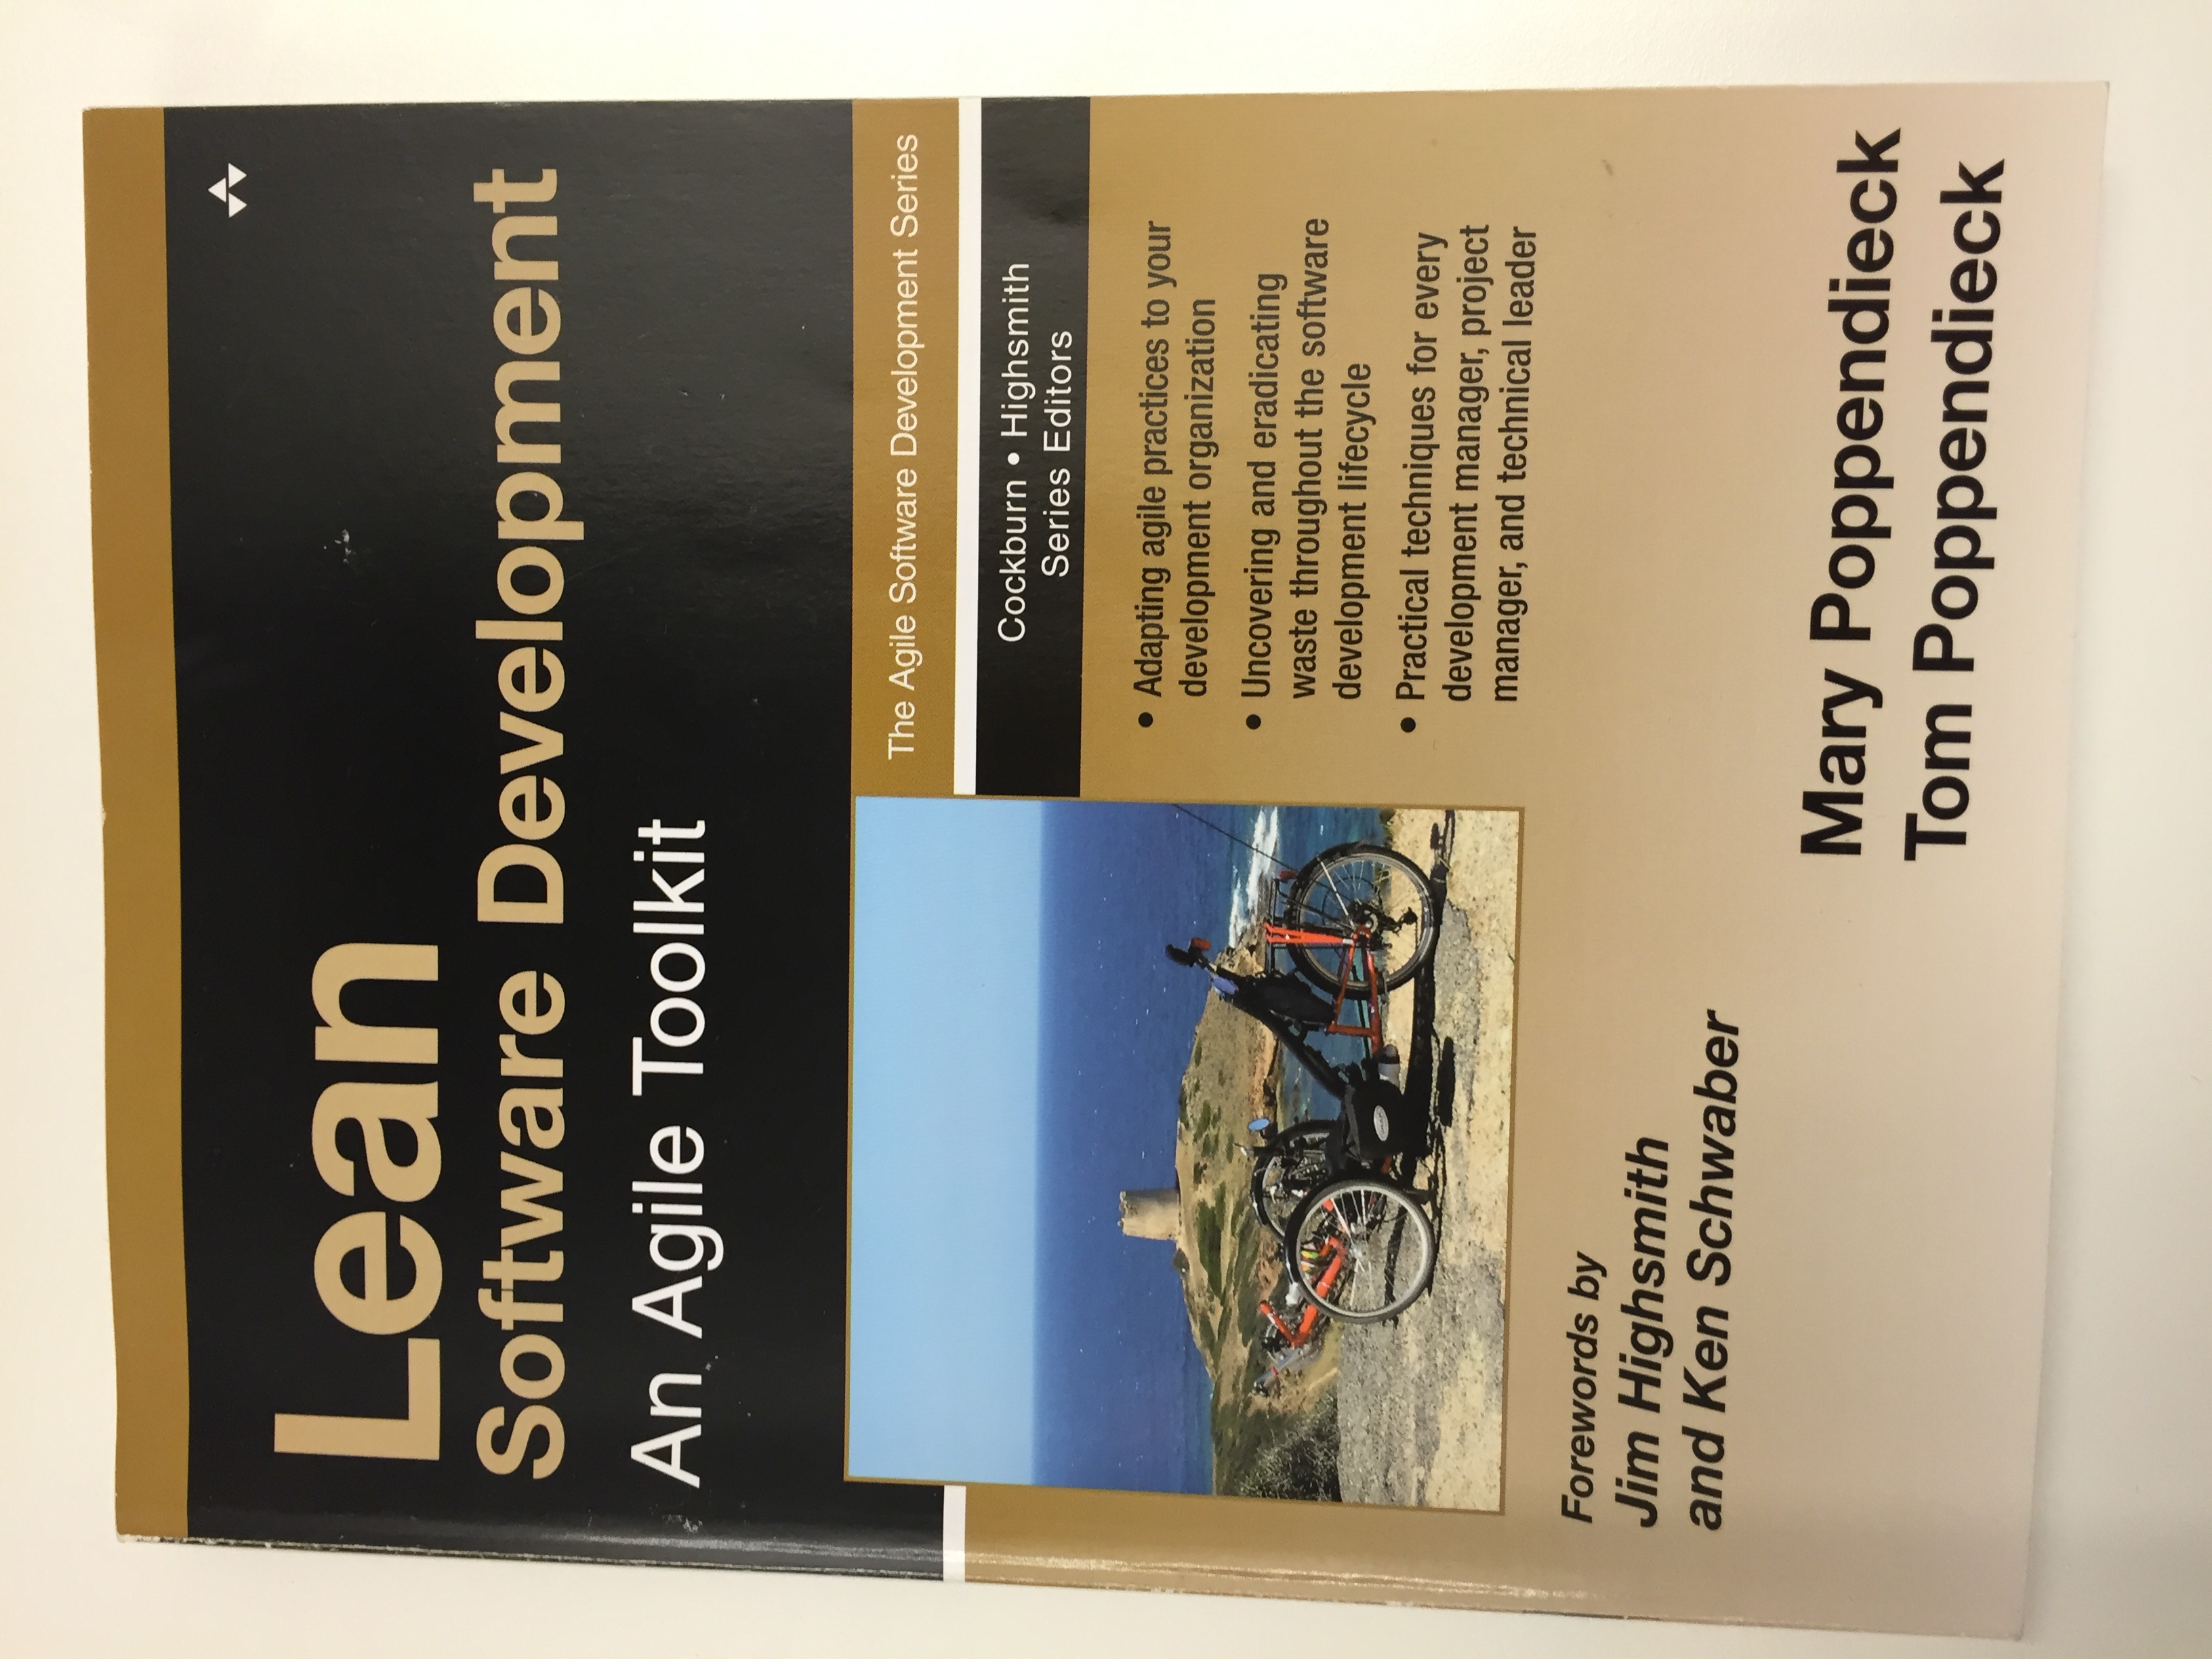 Lean
Software Development
An Agile Toolkit
The Agile Software Development Series
Cockburn • Highsmith
Series Editors
• Adapting agile practices to your
development organization
• Uncovering and eradicating
waste throughout the software
development lifecycle
• Practical techniques for every
development manager, project
manager, and technical leader
Forewords by
Jim Highsmith
and Ken Schwaber
Mary Poppendieck
Tom Poppendieck